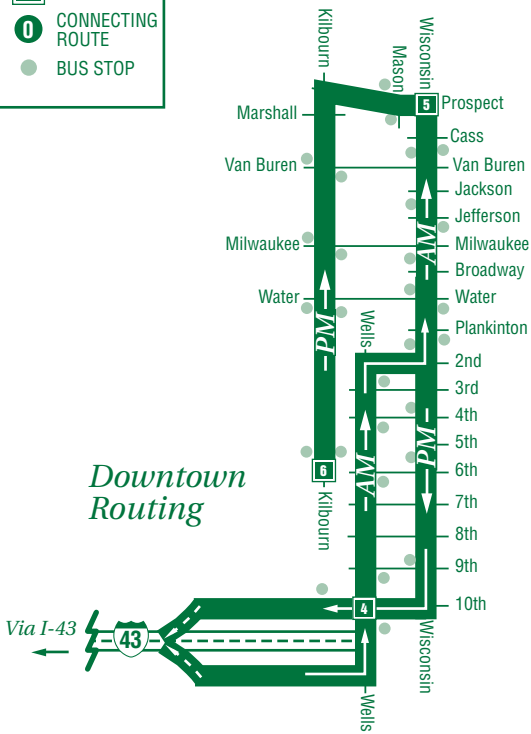 0 CONNECTING
ROUTE
BUS STOP
Kilbourn
Mason
Wisconsin
5 Prospect
Marshall
Cass
Van Buren
Van Buren
Jackson
Jefferson
Milwaukee
Milwaukee
AM
Broadway
Water
Water
Plankinton
Wells
PM
2nd
3rd
4th
5th
6
6th
AM
PM
Downtown
Routing
7th
Kilbourn
8th
9th
4
10th
Via I-43
43
Wisconsin
Wells